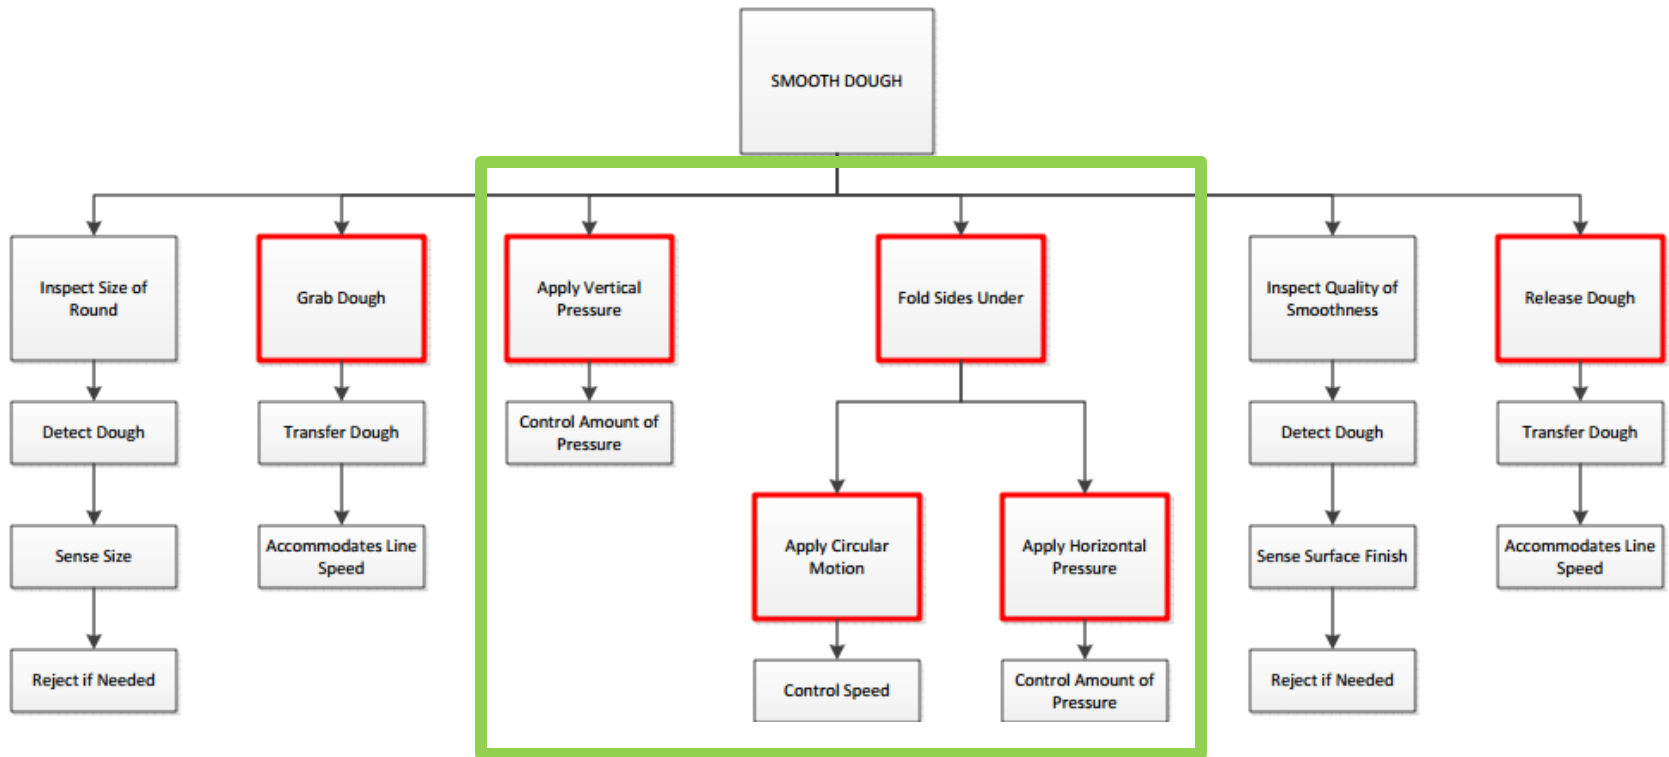 SMOOTH DOUGH
Inspect Size of
Round
Grab Dough
Apply Vertical
Pressure
Fold Sides Under
Inspect Quality of
Smoothness
Release Dough
Detect Dough
Transfer Dough
Control Amount of
Pressure
Detect Dough
Transfer Dough
Sense Size
Accommodates Line
Speed
Apply Circular
Motion
Apply Horizontal
Pressure
Sense Surface Finish
Accommodates Line
Speed
Reject if Needed
Control Speed
Control Amount of
Pressure
Reject if Needed